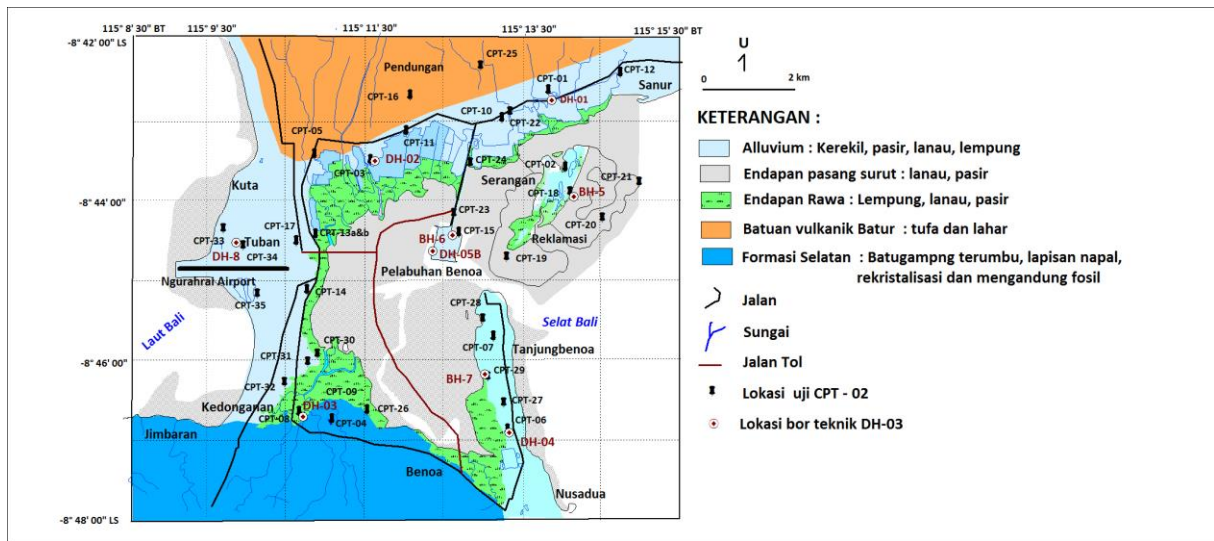 115° 8' 30" BT
115° 9'30"
115° 11'30"
115° 13'30"
115° 15'30" BT
-8° 42' 00" LS
CPT-25
Pendungan
CPT-01
CPT-12
Sanur
CPT-16
DH-01
CPT-10
CPT-22
CPT-05
CPT-11
DH-02
CPT-03
CPT-24
CPT-02
Serangan
CPT-21
Kuta
CPT-18
BH-5
-8° 44'00"
CPT-23
CPT-20
CPT-17
CPT-13a&b
CPT-15
BH-6
Reklamasi
CPT-33
Tuban
DH-05B
CPT-34
DH-8
CPT-19
Pelabuhan Benoa
Ngurahrai Airport
CPT-14
CPT-35
CPT-28
Laut Bali
Selat Bali
CPT-30
CPT-07
Tanjungbenoa
-8° 46'00"
CPT-31
BH-7
CPT-29
CPT-32
CPT-09
CPT-27
Kedonganan
DH-03
CPT-26
CPT-08
CPT-04
CPT-06
DH-04
Jimbaran
Benoa
Nusadua
-8° 48' 00" LS
U
0
2 km
KETERANGAN :
Alluvium : Kerekil, pasir, lanau, lempung
Endapan pasang surut : lanau, pasir
Endapan Rawa : Lempung, lanau, pasir
Batuan vulkanik Batur : tufa dan lahar
Formasi Selatan : Batugampng terumbu, lapisan napal,
rekristalisasi dan mengandung fosil
Jalan
Sungai
Jalan Tol
Lokasi uji CPT - 02
Lokasi bor teknik DH-03